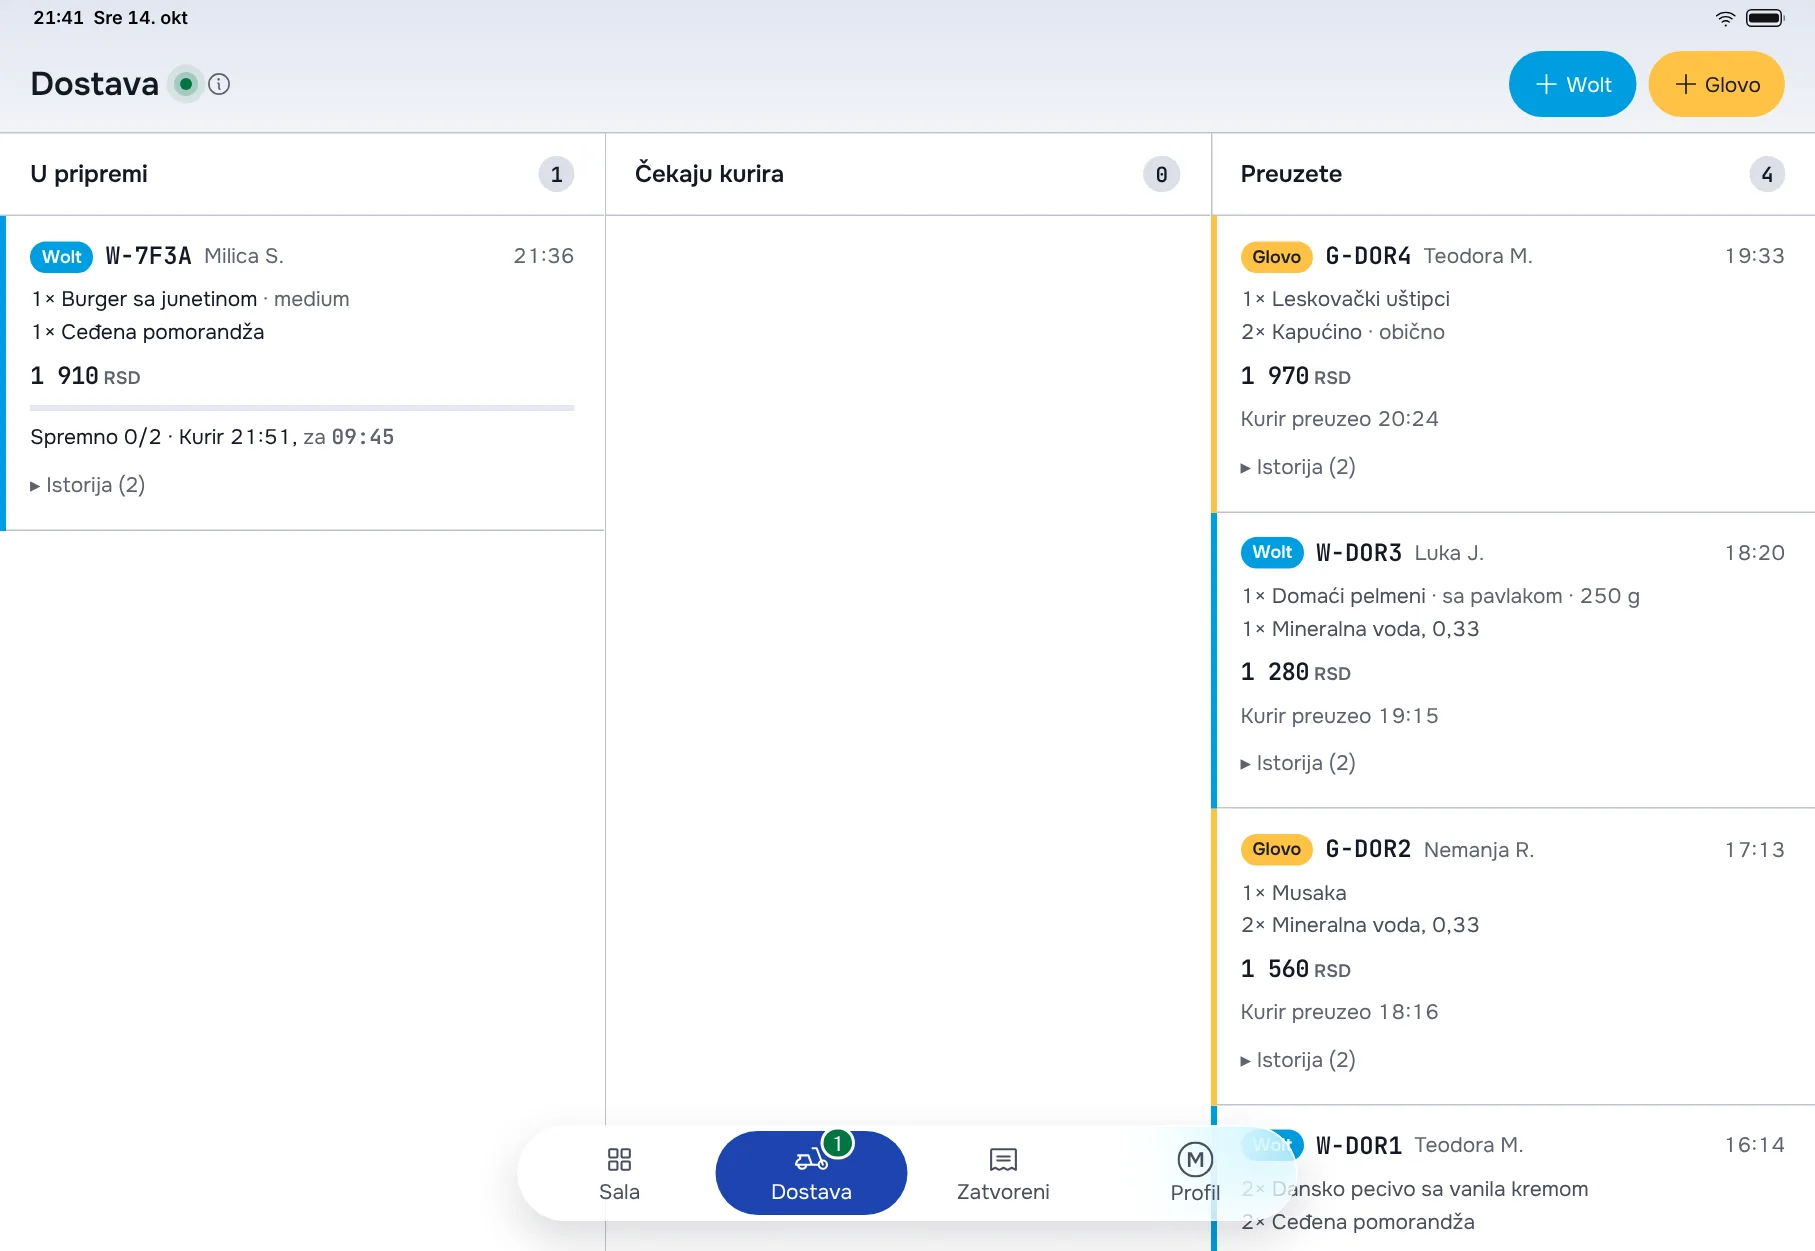 21:41 Sre 14. okt
Dostava
+ Wolt
+ Glovo
U pripremi 1
Wolt W-7F3A Milica S. 21:36
1× Burger sa junetinom · medium
1× Ceđena pomorandža
1 910 RSD
Spremno 0/2 · Kurir 21:51, za 09:45
▸ Istorija (2)
Čekaju kurira 0
Preuzete 4
Glovo G-DOR4 Teodora M. 19:33
1× Leskovački uštipci
2× Kapućino · obično
1 970 RSD
Kurir preuzeo 20:24
▸ Istorija (2)
Wolt W-DOR3 Luka J. 18:20
1× Domaći pelmeni · sa pavlakom · 250 g
1× Mineralna voda, 0,33
1 280 RSD
Kurir preuzeo 19:15
▸ Istorija (2)
Glovo G-DOR2 Nemanja R. 17:13
1× Musaka
2× Mineralna voda, 0,33
1 560 RSD
Kurir preuzeo 18:16
▸ Istorija (2)
Wolt W-DOR1 Teodora M. 16:14
2× Dansko pecivo sa vanila kremom
2× Ceđena pomorandža
Sala
1
Dostava
Zatvoreni
M
Profil